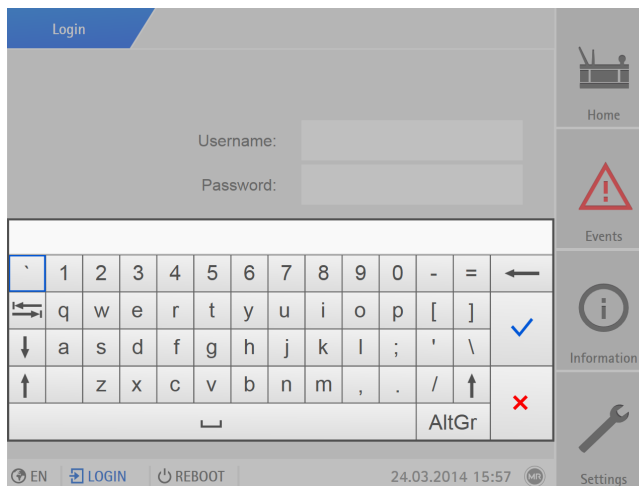 Login
Home
Username:
Password:
Events
` 1 2 3 4 5 6 7 8 9 0 - =
q w e r t y u i o p [ ]
a s d f g h j k l ; ' \
Information
z x c v b n m , . /
AltGr
EN LOGIN REBOOT 24.03.2014 15:57 MR
Settings